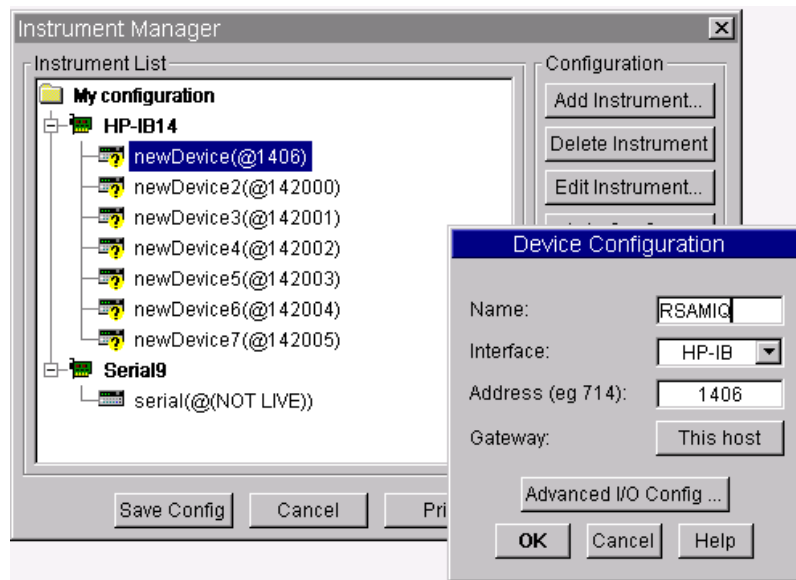 Instrument Manager
Instrument List
My configuration
HP-IB14
newDevice(@1406)
newDevice2(@142000)
newDevice3(@142001)
newDevice4(@142002)
newDevice5(@142003)
newDevice6(@142004)
newDevice7(@142005)
Serial9
serial(@(NOT LIVE))
Save Config
Cancel
Configuration
Add Instrument...
Delete Instrument
Edit Instrument...
Device Configuration
Name:
RSAMIQ
Interface:
HP-IB
Address (eg 714):
1406
Gateway:
This host
Advanced I/O Config ...
OK
Cancel
Help